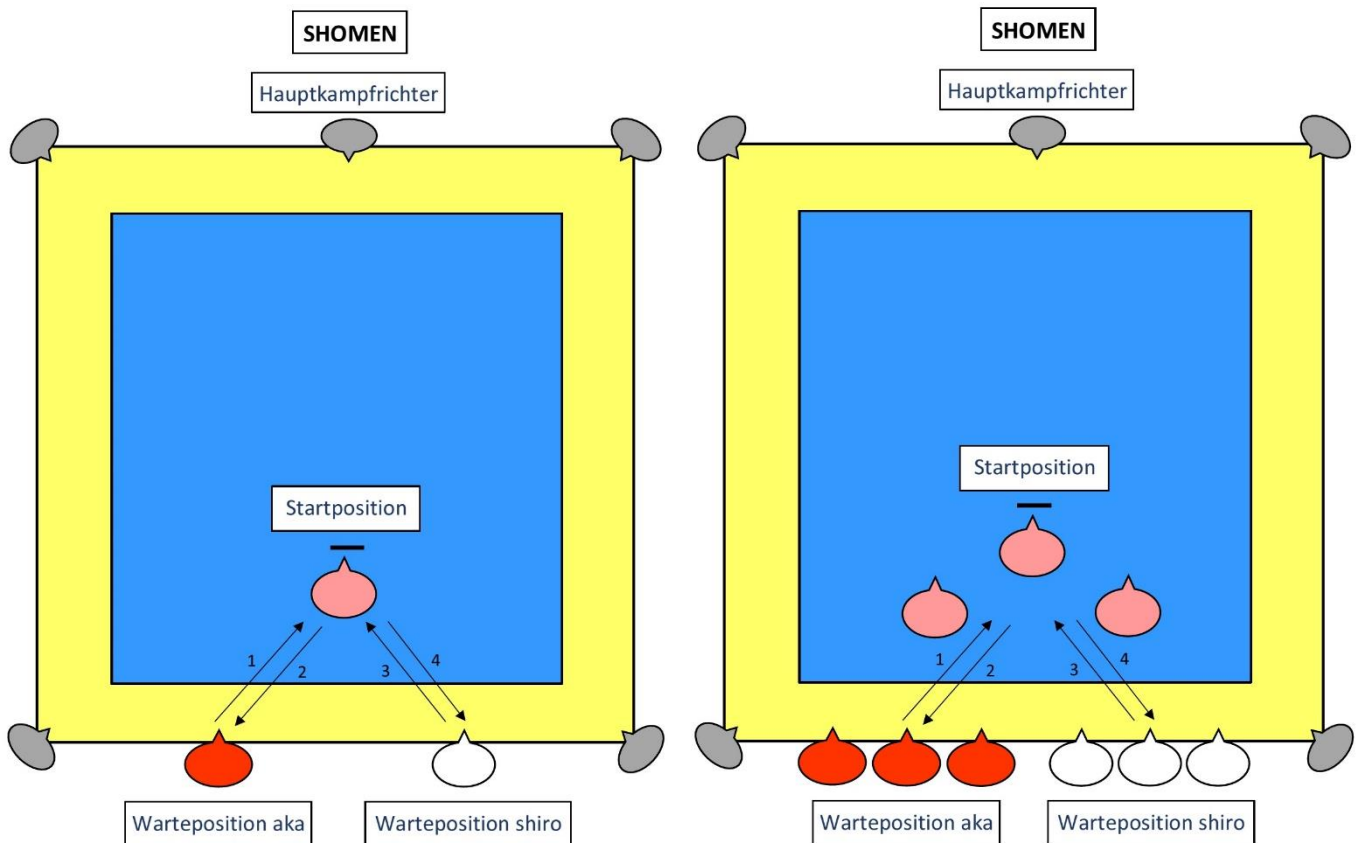 SHOMEN
Hauptkampfrichter
Startposition
1
2
3
4
Warteposition aka
Warteposition shiro
SHOMEN
Hauptkampfrichter
Startposition
1
2
3
4
Warteposition aka
Warteposition shiro